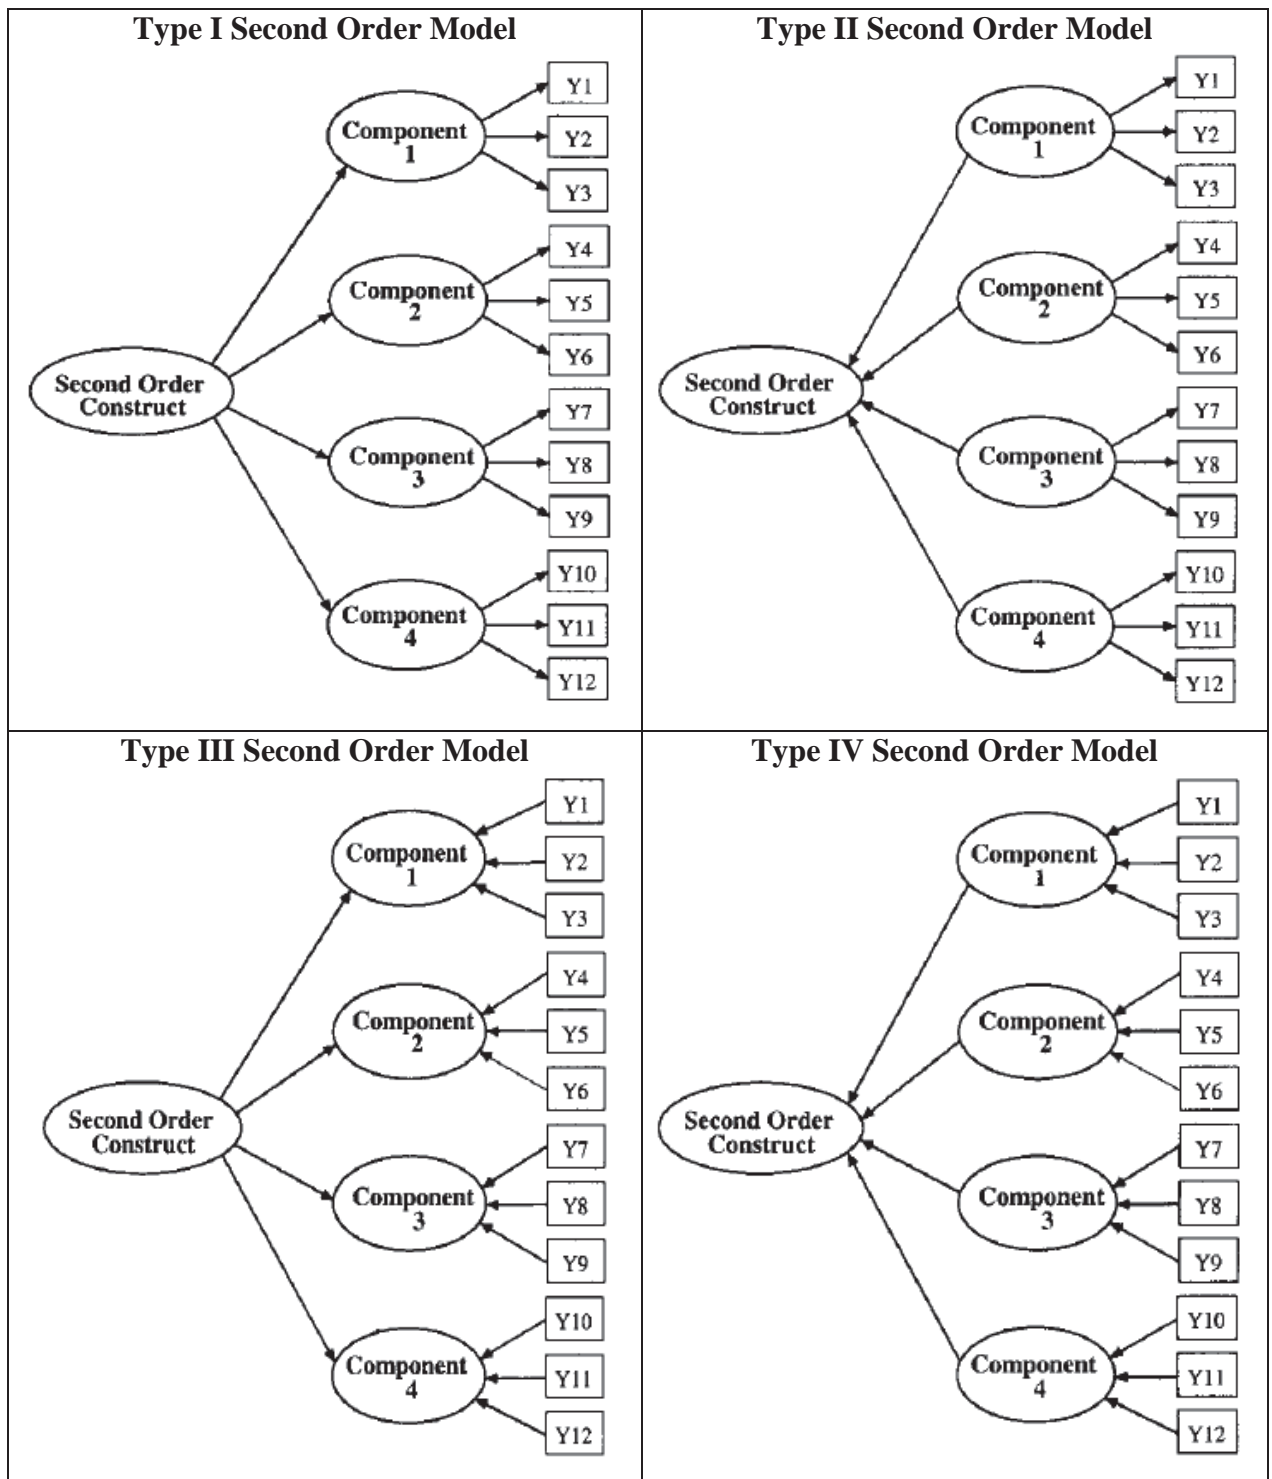 Type I Second Order Model
Component
1
Y1
Y2
Y3
Component
2
Y4
Y5
Y6
Second Order
Construct
Component
3
Y7
Y8
Y9
Component
4
Y10
Y11
Y12
Type II Second Order Model
Component
1
Y1
Y2
Y3
Component
2
Y4
Y5
Y6
Second Order
Construct
Component
3
Y7
Y8
Y9
Component
4
Y10
Y11
Y12
Type III Second Order Model
Component
1
Y1
Y2
Y3
Component
2
Y4
Y5
Y6
Second Order
Construct
Component
3
Y7
Y8
Y9
Component
4
Y10
Y11
Y12
Type IV Second Order Model
Component
1
Y1
Y2
Y3
Component
2
Y4
Y5
Y6
Second Order
Construct
Component
3
Y7
Y8
Y9
Component
4
Y10
Y11
Y12